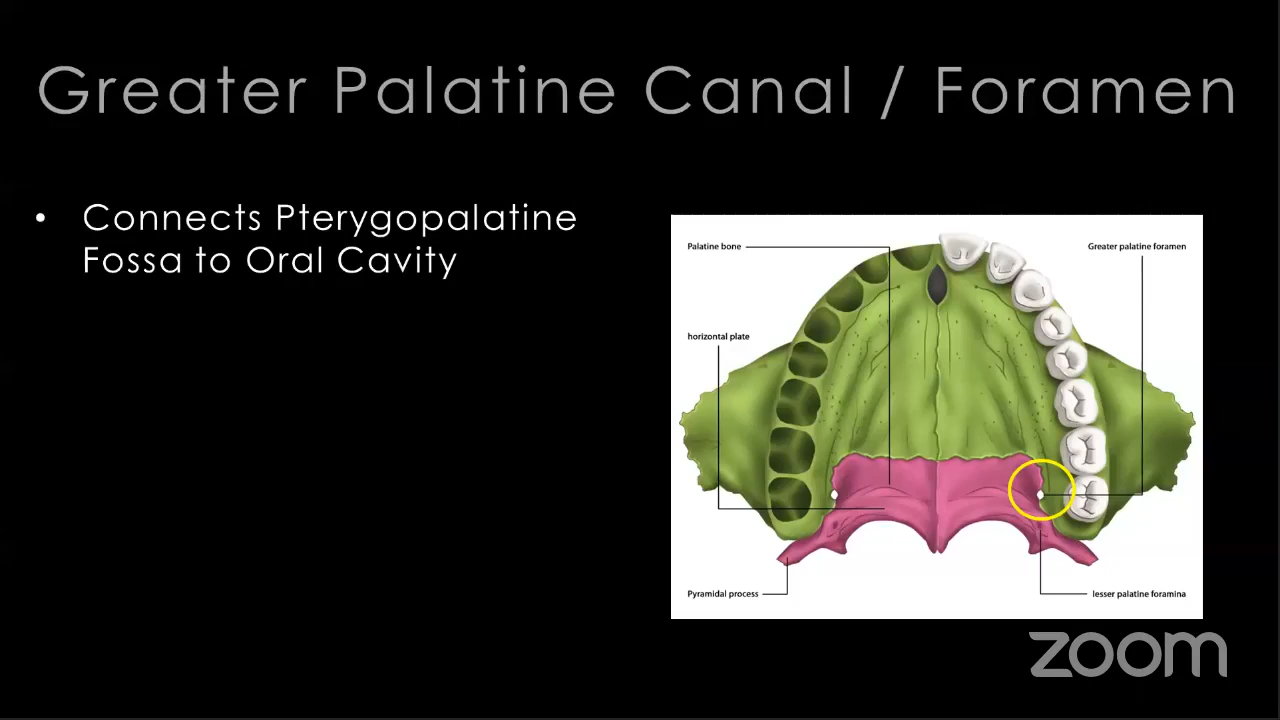 Greater Palatine Canal / Foramen
• Connects Pterygopalatine
Fossa to Oral Cavity
Palatine bone
Greater palatine foramen
horizontal plate
Pyramidal process
lesser palatine foramina
zoom